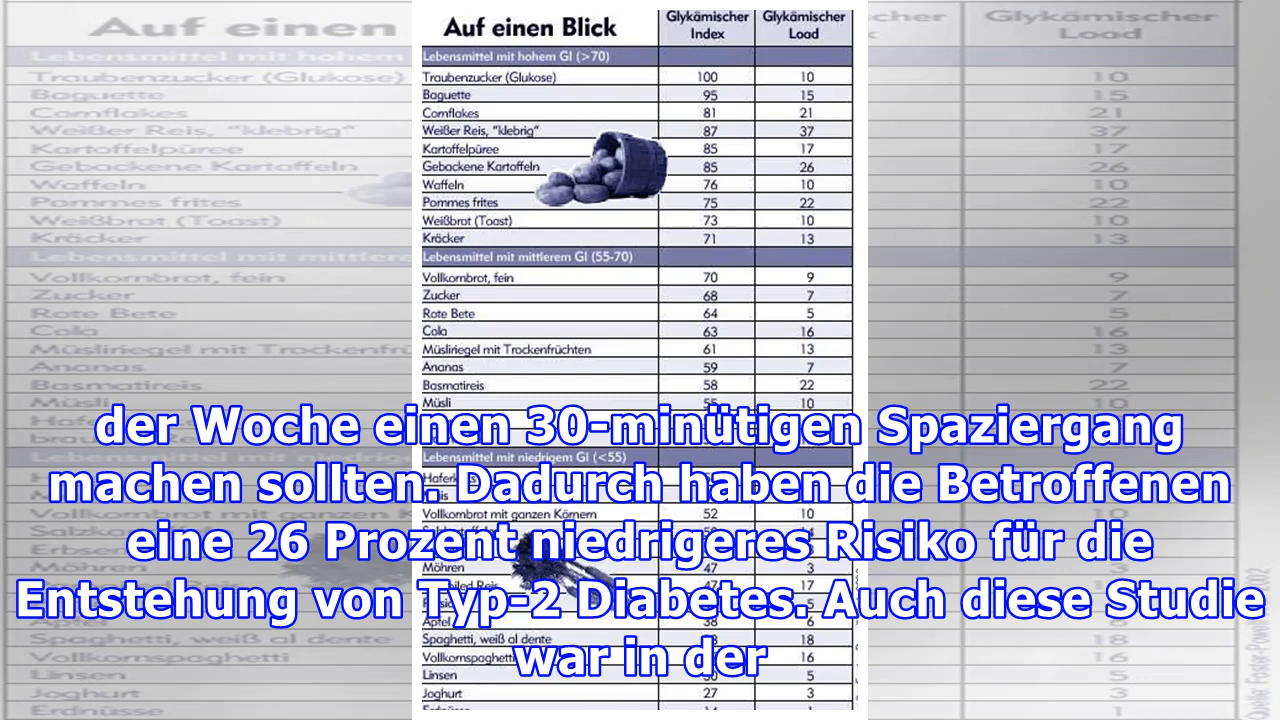 Auf einen Blick Glykämischer Index Glykämischer Load
Lebensmittel mit hohem GI (>70)
Traubenzucker (Glukose) 100 10
Baguette 95 15
Cornflakes 81 21
Weißer Reis, "klebrig" 87 37
Kartoffelpüree 85 17
Gebackene Kartoffeln 85 26
Waffeln 76 10
Pommes frites 75 22
Weißbrot (Toast) 73 10
Kräcker 71 13
Lebensmittel mit mittlerem GI (55-70)
Vollkornbrot, fein 70 9
Zucker 68 7
Rote Bete 64 5
Cola 63 16
Müsliriegel mit Trockenfrüchten 61 13
Ananas 59 7
Basmatireis 58 22
Müsli 10
der Woche einen 30-minütigen Spaziergang
Lebensmittel mit niedrigem GI (<55)
machen sollten. Dadurch haben die Betroffenen
Vollkornbrot mit ganzen Körnern 52 10
eine 26 Prozent niedrigeres Risiko für die
Möhren 47 3
Entstehung von Typ-2 Diabetes. Auch diese Studie
Apfel 38 6
Spaghetti, weiß al dente 18
war in der
Vollkornspaghetti 16
Linsen 5
Joghurt 27 3